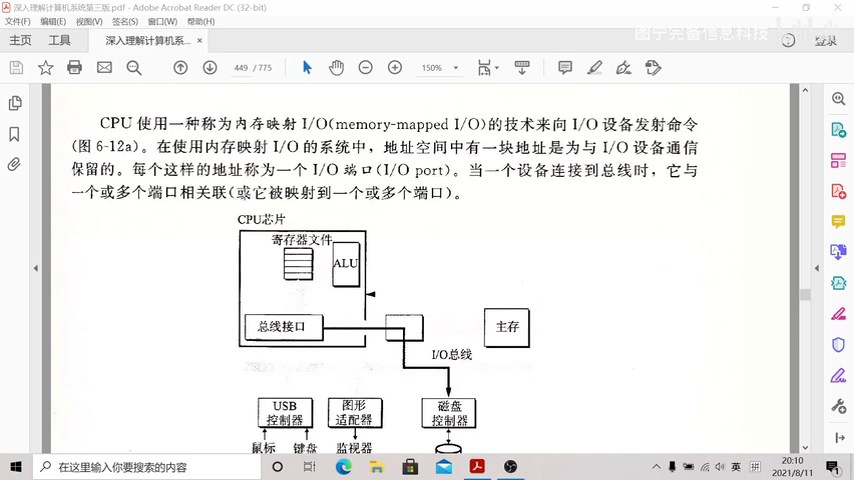 深入理解计算机系统第三版.pdf - Adobe Acrobat Reader DC (32-bit)
文件(F) 编辑(E) 视图(V) 签名(S) 窗口(W) 帮助(H)
图宁完备信息科技
主页 工具 深入理解计算机系... × 登录
449 / 775 150%
CPU 使用一种称为内存映射 I/O(memory-mapped I/O)的技术来向 I/O 设备发射命令
(图 6-12a)。在使用内存映射 I/O 的系统中，地址空间中有一块地址是为与 I/O 设备通信
保留的。每个这样的地址称为一个 I/O 端口(I/O port)。当一个设备连接到总线时，它与
一个或多个端口相关联(或它被映射到一个或多个端口)。
CPU芯片
寄存器文件
ALU
总线接口
主存
I/O总线
USB
控制器
图形
适配器
磁盘
控制器
鼠标 键盘 监视器
在这里输入你要搜索的内容
英 拼
20:10
2021/8/11
1